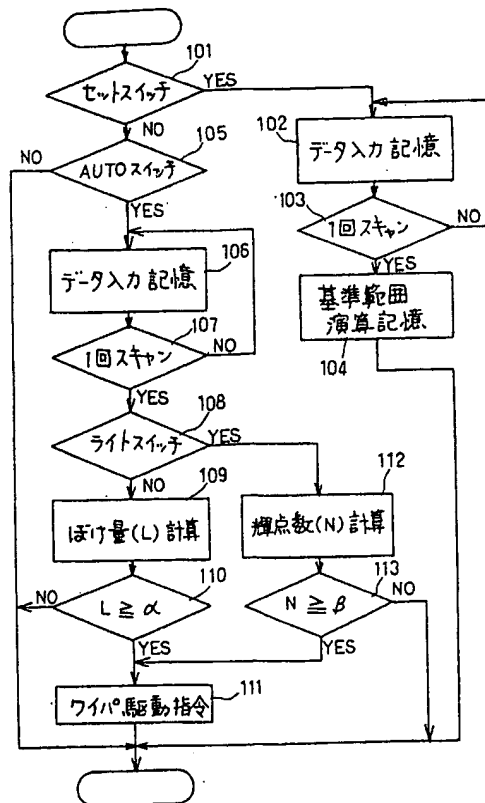 101
セットスイッチ
YES
NO
105
NO
AUTOスイッチ
YES
102
データ入力記憶
103
1回スキャン
NO
YES
基準範囲
演算記憶
104
106
データ入力記憶
107
1回スキャン
NO
YES
108
ライトスイッチ
YES
NO
109
ぼけ量(L)計算
112
輝点数(N)計算
110
NO
L ≧ α
YES
113
N ≧ β
NO
YES
111
ワイパ駆動指令